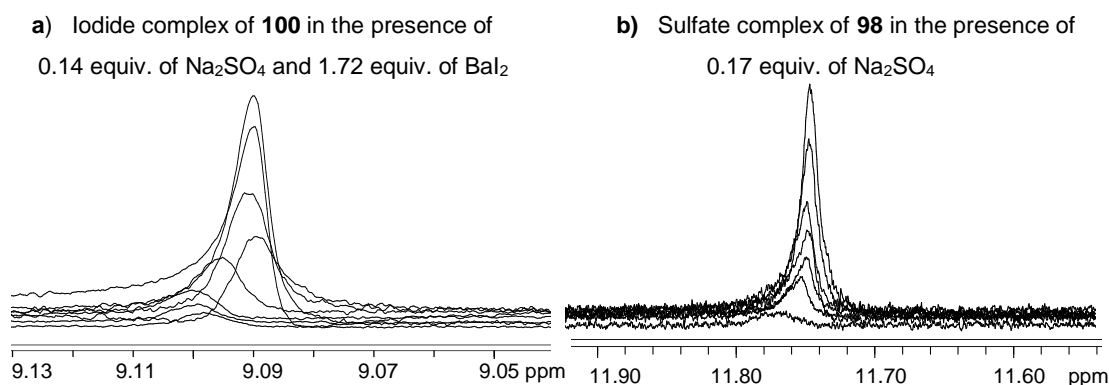 a) Iodide complex of 100 in the presence of
0.14 equiv. of Na₂SO₄ and 1.72 equiv. of BaI₂
b) Sulfate complex of 98 in the presence of
0.17 equiv. of Na₂SO₄
9.13 9.11 9.09 9.07 9.05 ppm
11.90 11.80 11.70 11.60 ppm